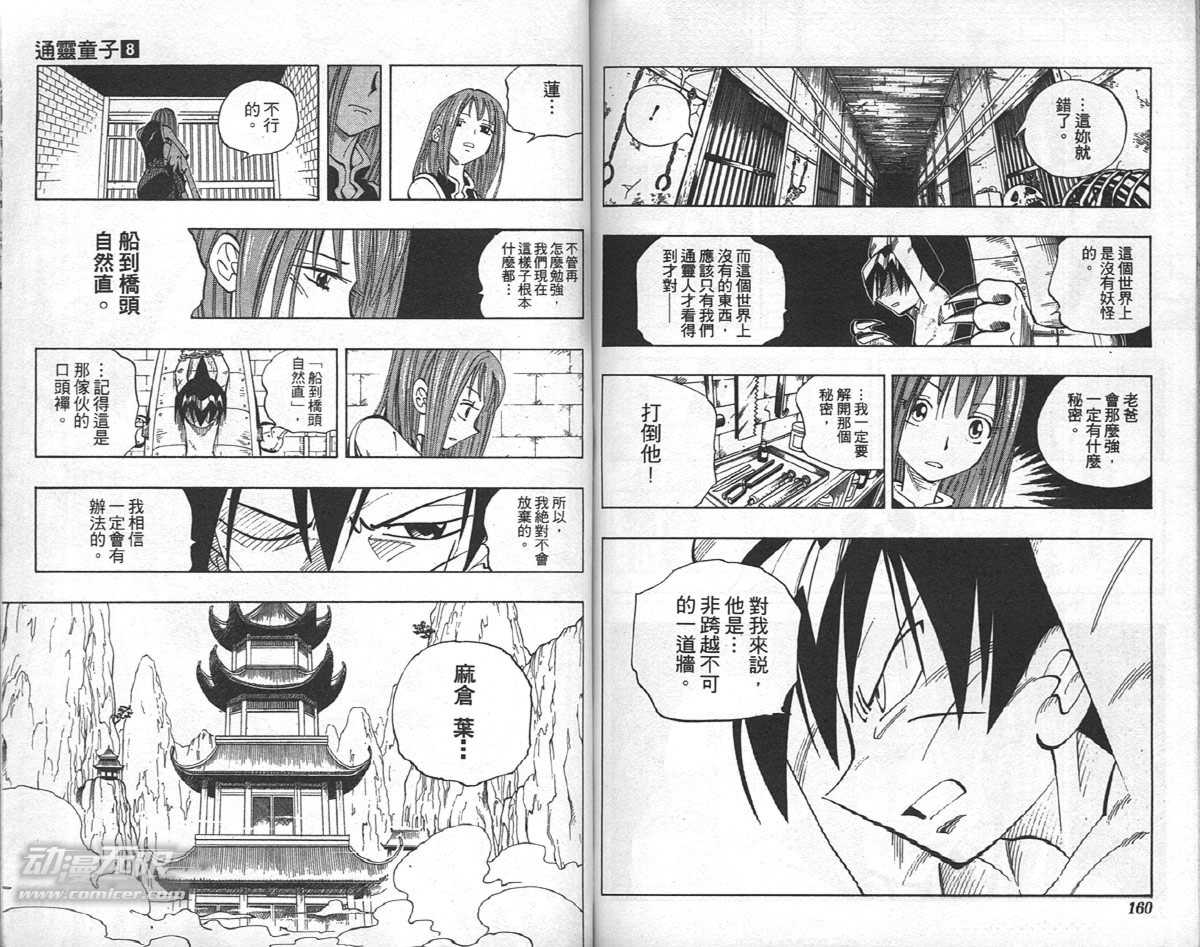 …這妳就
錯了。
！
這個世界上
是沒有妖怪
的。
而這個世界上
沒有的東西，
應該只有我們
通靈人才看得
到才對——
老爸
會那麼強，
一定有什麼
秘密。
…我一定要
解開那個
秘密，
打倒他！
對我來説，
他是…
非跨越不可
的一道牆。
160
通靈童子8
蓮…
不行
的。
不管再
怎麼勉強，
我們現在
這樣子根本
什麼都…
船到橋頭
自然直。
「船到橋頭
自然直」，
…記得這是
那傢伙的
口頭禪。
所以，
我絕對不會
放棄的。
我相信
一定會有
辦法的。
麻倉 葉…
动漫无限
www.comicer.com